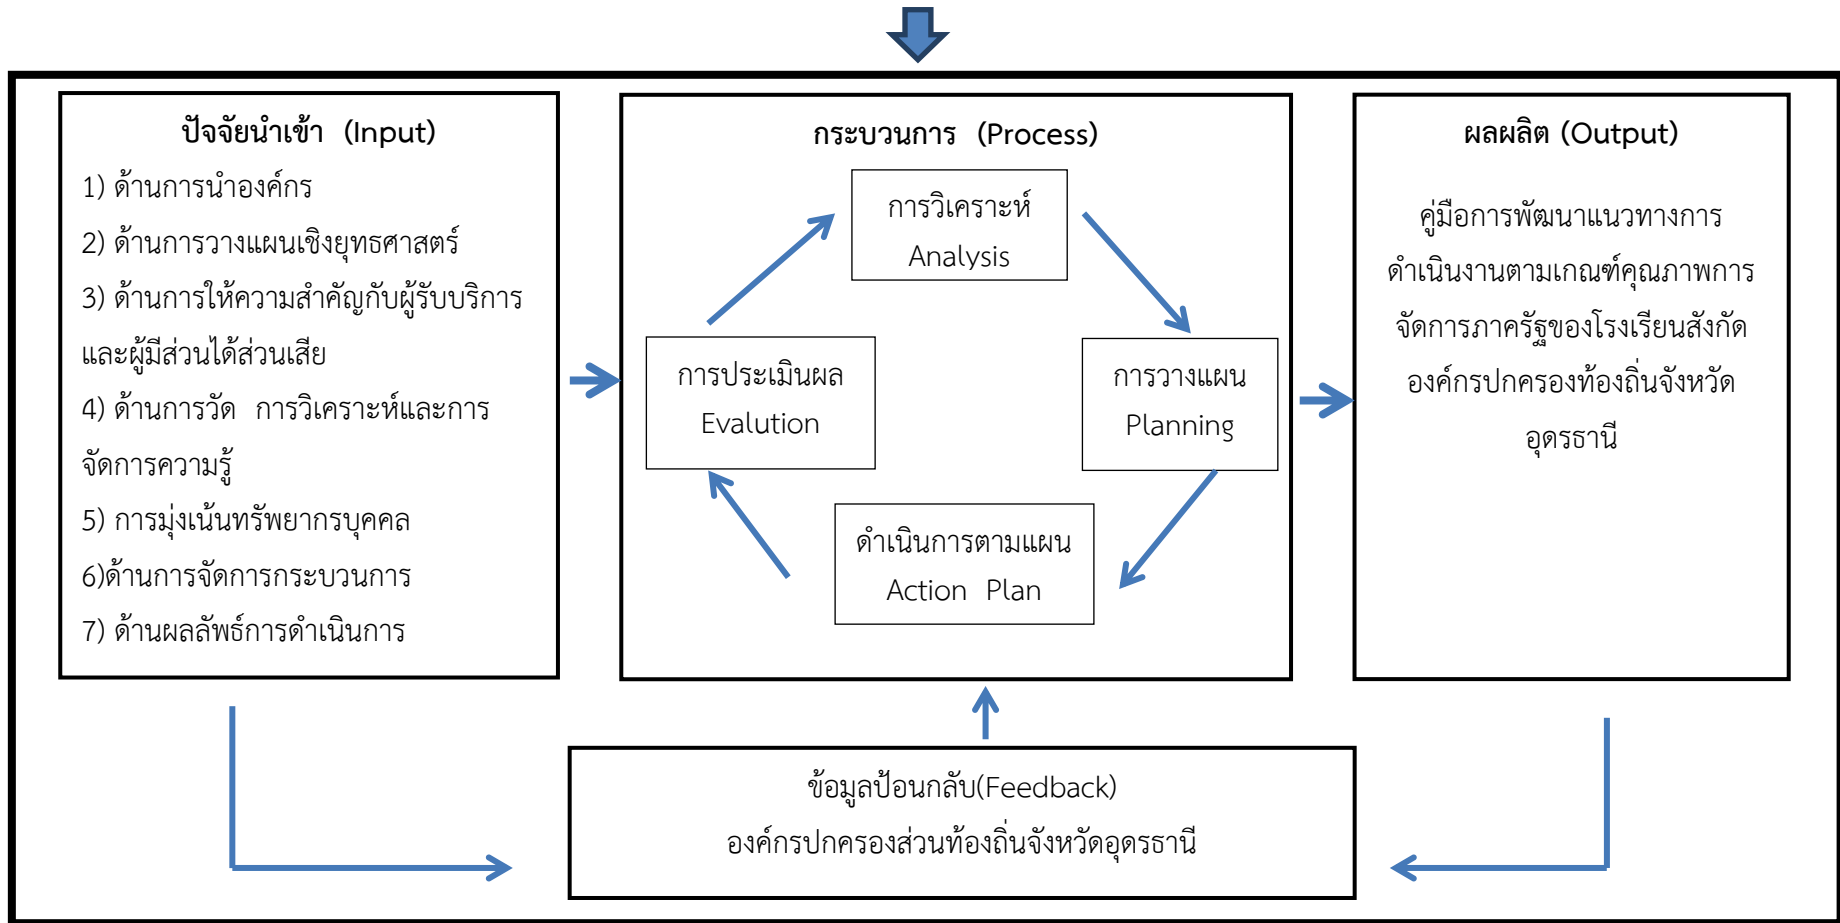 ปัจจัยนำเข้า (Input)
1) ด้านการนำองค์กร
2) ด้านการวางแผนเชิงยุทธศาสตร์
3) ด้านการให้ความสำคัญกับผู้รับบริการ
และผู้มีส่วนได้ส่วนเสีย
4) ด้านการวัด การวิเคราะห์และการ
จัดการความรู้
5) การมุ่งเน้นทรัพยากรบุคคล
6)ด้านการจัดการกระบวนการ
7) ด้านผลลัพธ์การดำเนินการ
กระบวนการ (Process)
การวิเคราะห์
Analysis
การวางแผน
Planning
ดำเนินการตามแผน
Action Plan
การประเมินผล
Evalution
ผลผลิต (Output)
คู่มือการพัฒนาแนวทางการ
ดำเนินงานตามเกณฑ์คุณภาพการ
จัดการภาครัฐของโรงเรียนสังกัด
องค์กรปกครองท้องถิ่นจังหวัด
อุดรธานี
ข้อมูลป้อนกลับ(Feedback)
องค์กรปกครองส่วนท้องถิ่นจังหวัดอุดรธานี